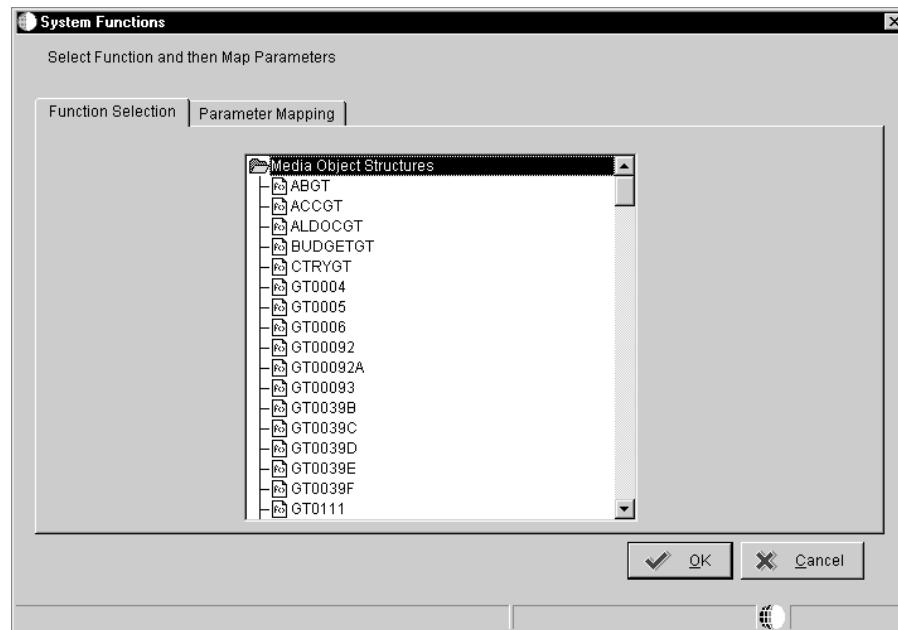 System Functions
Select Function and then Map Parameters
Function Selection
Parameter Mapping
Media Object Structures
ABGT
ACCGT
ALDOCGT
BUDGETGT
CTRYGT
GT0004
GT0005
GT0006
GT00092
GT00092A
GT00093
GT0039B
GT0039C
GT0039D
GT0039E
GT0039F
GT0111
OK
Cancel